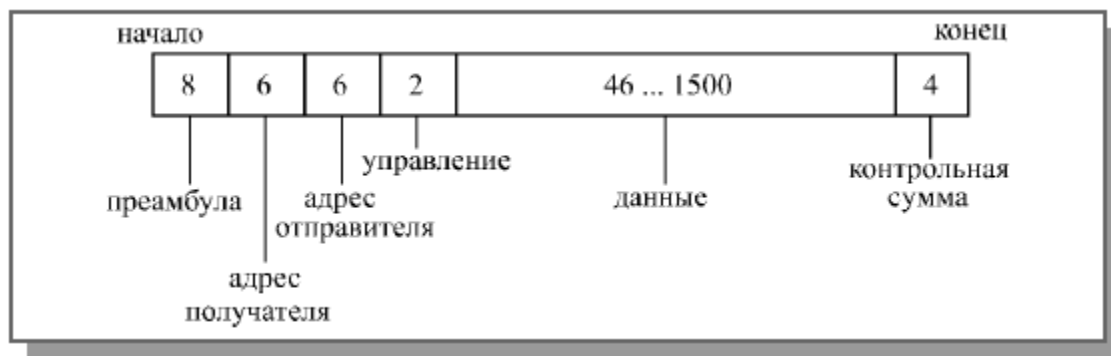 начало
конец
8
6
6
2
46 ... 1500
4
управление
преамбула
адрес
отправителя
данные
контрольная
сумма
адрес
получателя